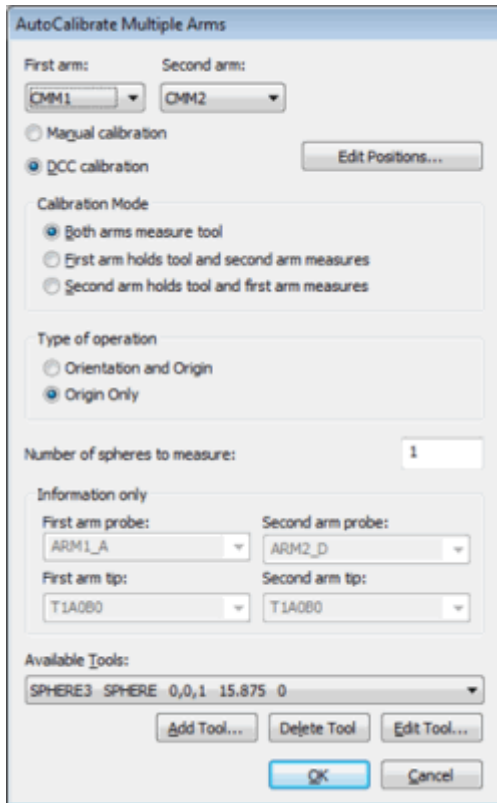 AutoCalibrate Multiple Arms
First arm: Second arm:
CMM1 CMM2
Manual calibration
DCC calibration
Edit Positions...
Calibration Mode
Both arms measure tool
First arm holds tool and second arm measures
Second arm holds tool and first arm measures
Type of operation
Orientation and Origin
Origin Only
Number of spheres to measure: 1
Information only
First arm probe: Second arm probe:
ARM1_A ARM2_D
First arm tip: Second arm tip:
T1A0B0 T1A0B0
Available Tools:
SPHERE3 SPHERE 0,0,1 15.875 0
Add Tool... Delete Tool Edit Tool...
OK Cancel